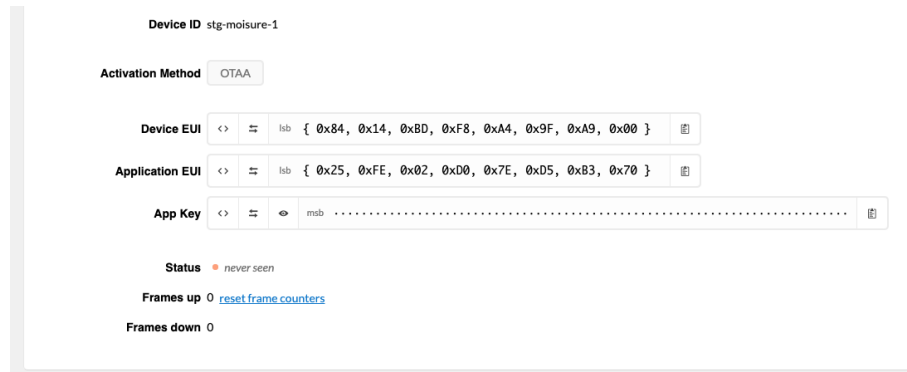 Device ID stg-moisure-1
Activation Method OTAA
Device EUI <> lsb { 0x84, 0x14, 0xBD, 0xF8, 0xA4, 0x9F, 0xA9, 0x00 }
Application EUI <> lsb { 0x25, 0xFE, 0x02, 0xD0, 0x7E, 0xD5, 0xB3, 0x70 }
App Key <> msb
Status never seen
Frames up 0 reset frame counters
Frames down 0